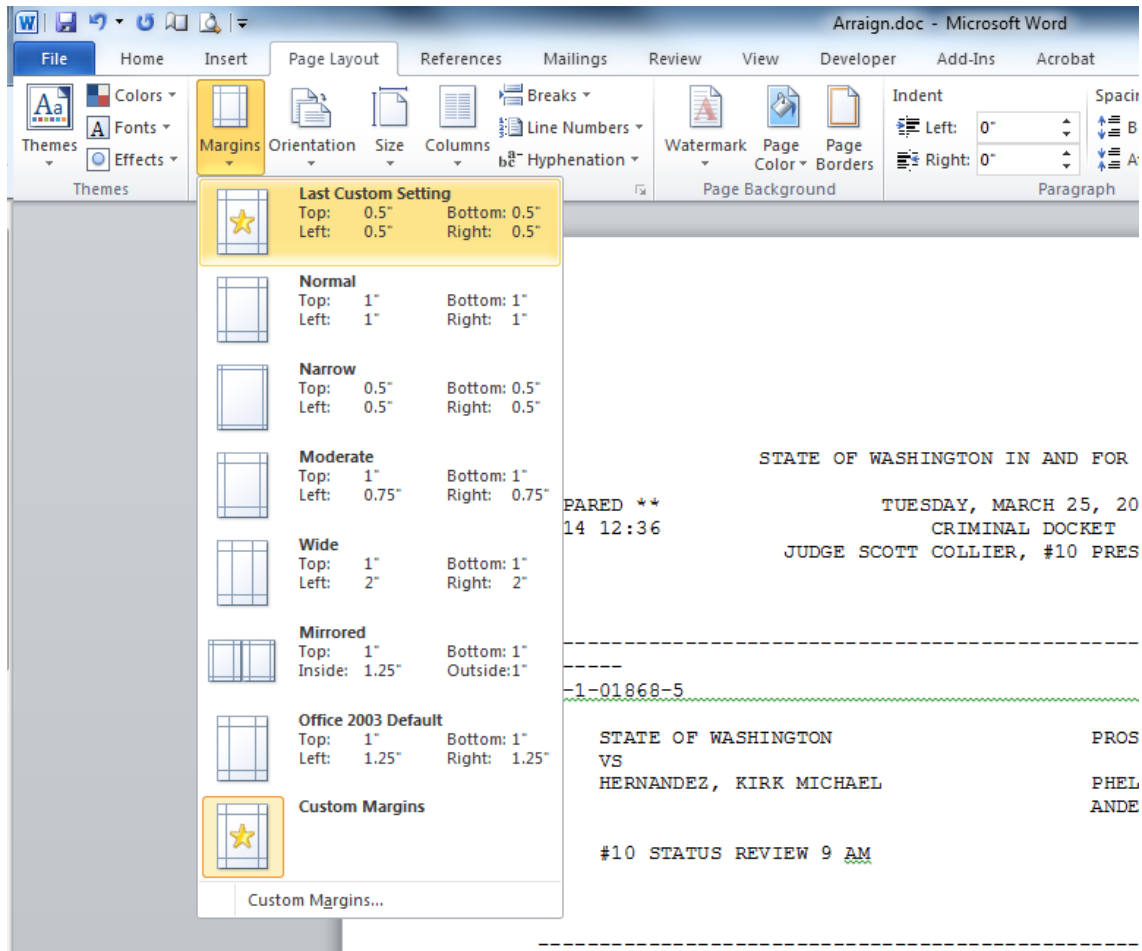 W
Arraign.doc - Microsoft Word
File Home Insert Page Layout References Mailings Review View Developer Add-Ins Acrobat
Aa
Themes
Colors
A Fonts
Effects
Themes
Margins
Orientation
Size
Columns
Breaks
Line Numbers
Hyphenation
Watermark
Page Color
Page Borders
Page Background
Indent
Left: 0"
Right: 0"
Paragraph
Last Custom Setting
Top: 0.5" Bottom: 0.5"
Left: 0.5" Right: 0.5"
Normal
Top: 1" Bottom: 1"
Left: 1" Right: 1"
Narrow
Top: 0.5" Bottom: 0.5"
Left: 0.5" Right: 0.5"
Moderate
Top: 1" Bottom: 1"
Left: 0.75" Right: 0.75"
Wide
Top: 1" Bottom: 1"
Left: 2" Right: 2"
Mirrored
Top: 1" Bottom: 1"
Inside: 1.25" Outside:1"
Office 2003 Default
Top: 1" Bottom: 1"
Left: 1.25" Right: 1.25"
Custom Margins
Custom Margins...
STATE OF WASHINGTON IN AND FOR
PARED ** TUESDAY, MARCH 25, 20
14 12:36 CRIMINAL DOCKET
JUDGE SCOTT COLLIER, #10 PRES
-1-01868-5
STATE OF WASHINGTON PROS
VS
HERNANDEZ, KIRK MICHAEL PHEL
ANDE
#10 STATUS REVIEW 9 AM